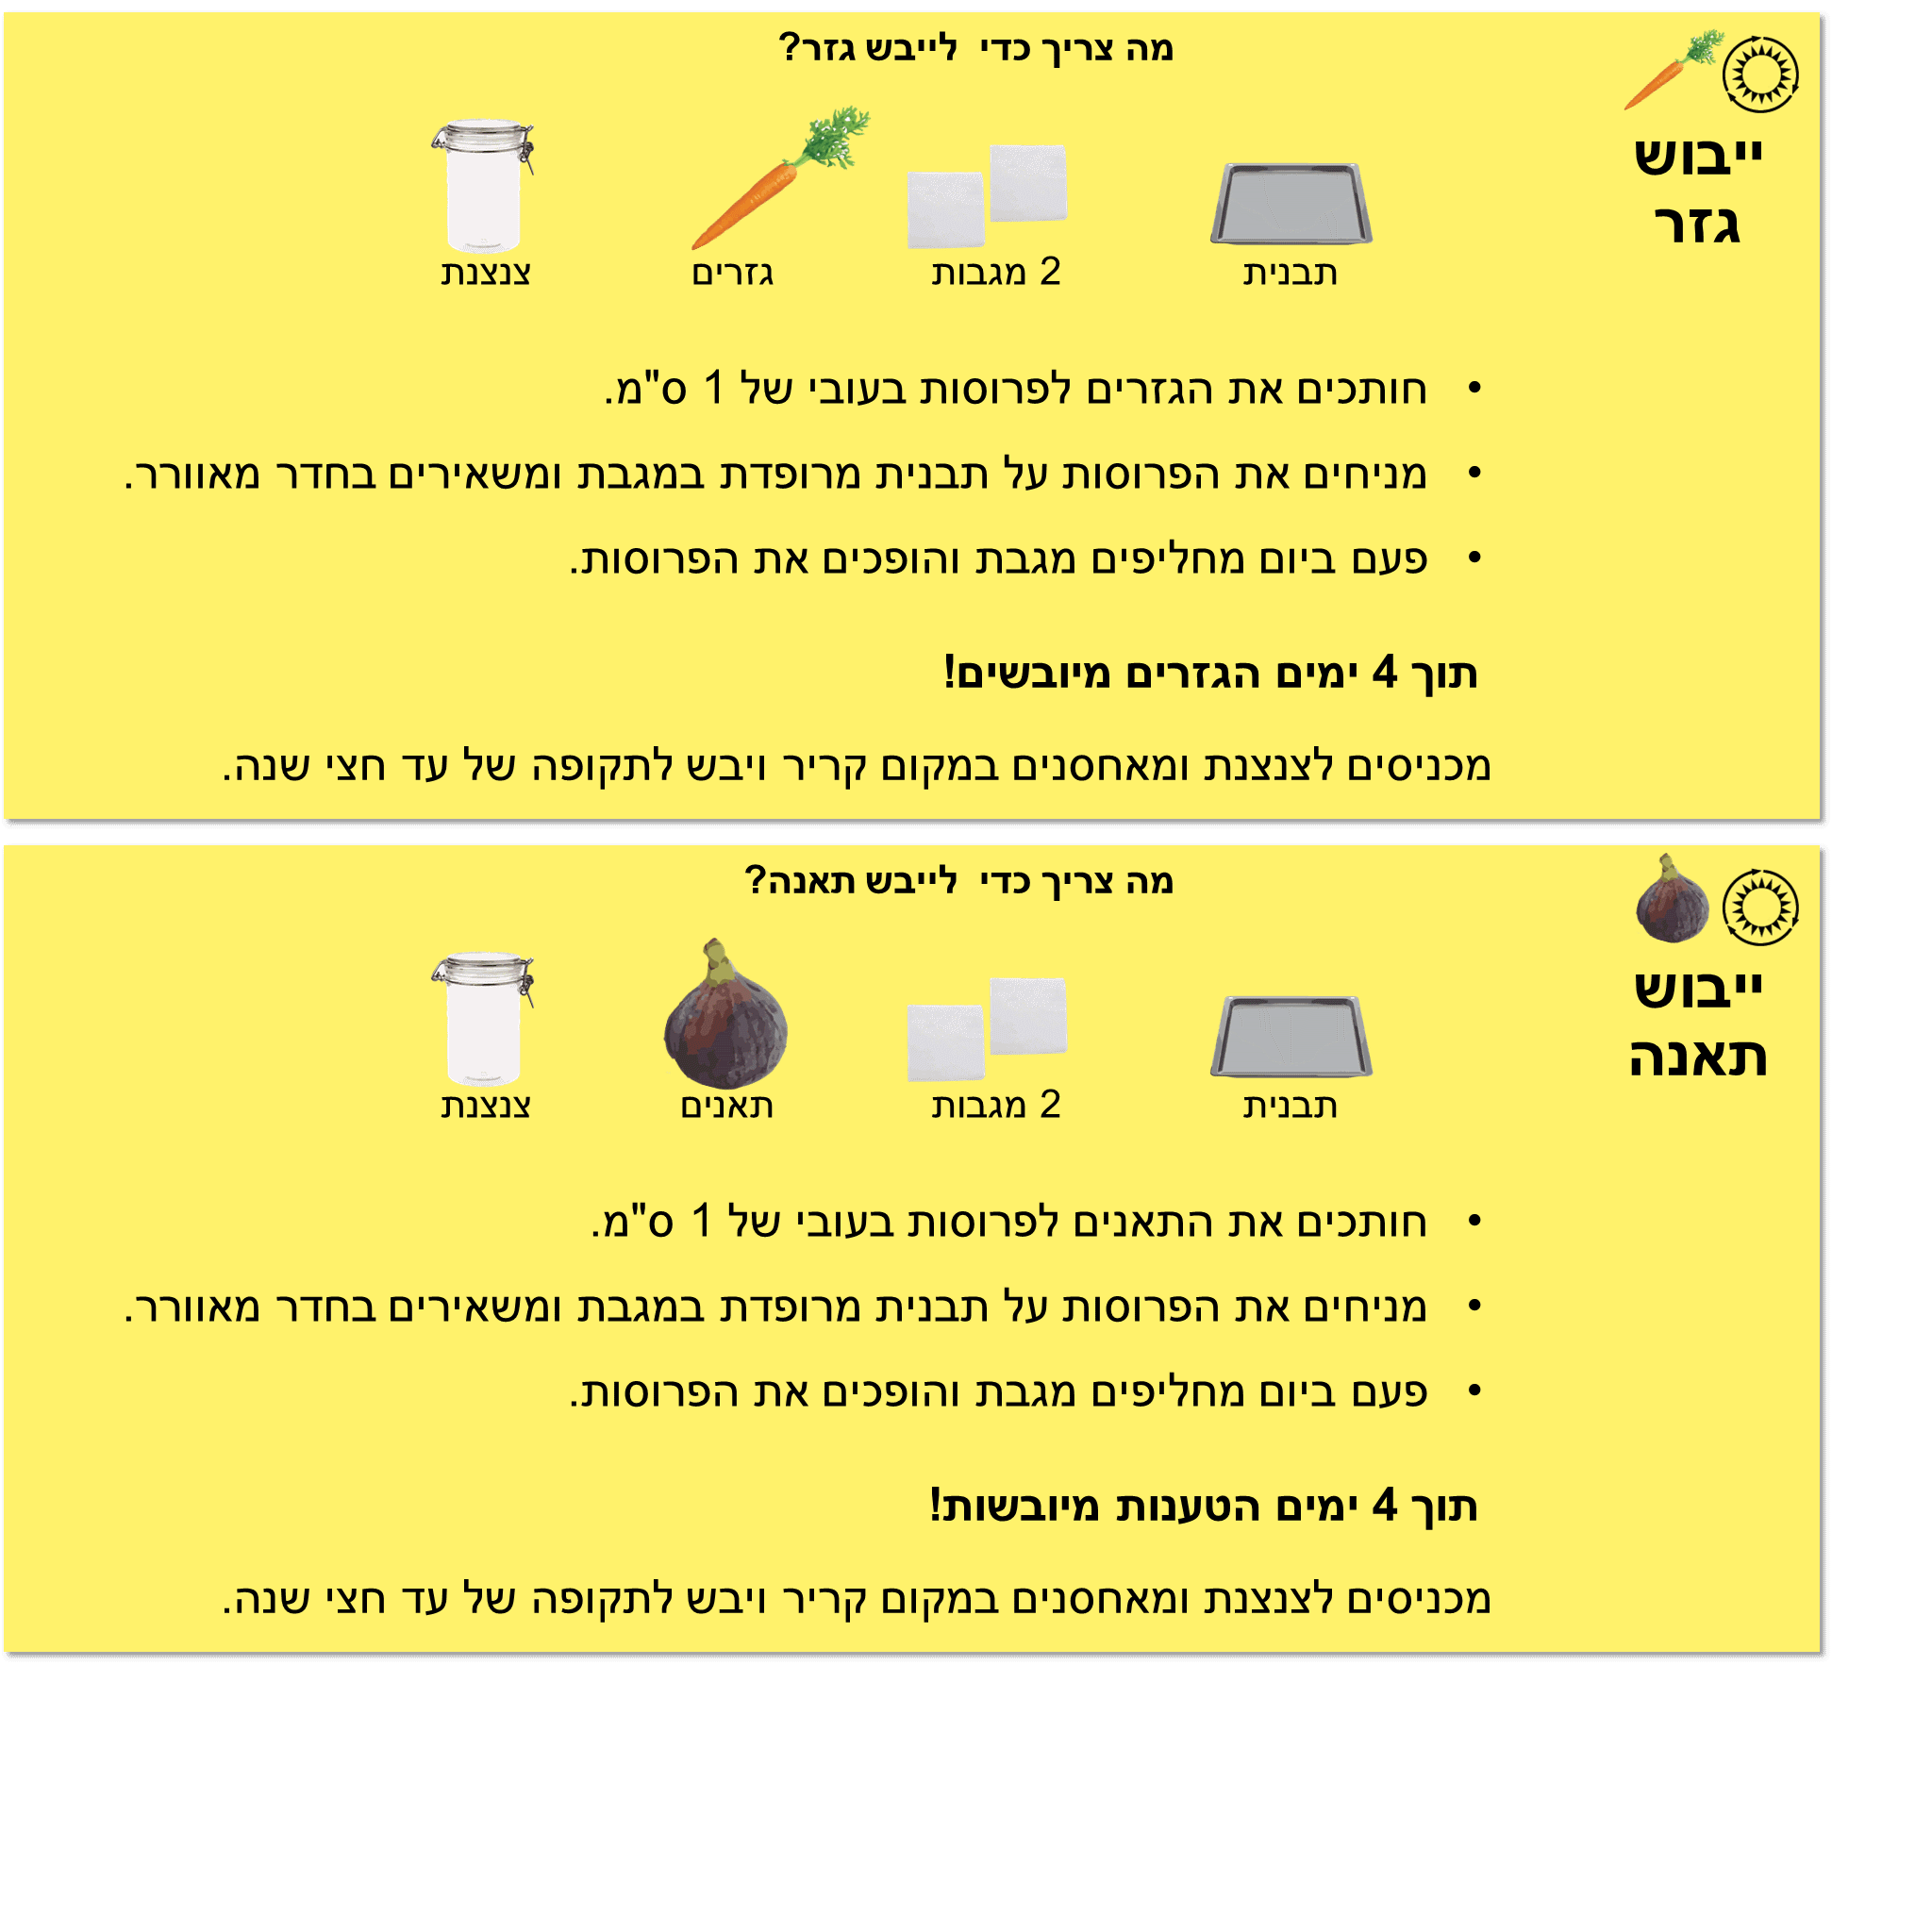 מה צריך כדי  לייבש גזר?
ייבוש
גזר
תבנית
2 מגבות
גזרים
צנצנת
• חותכים את הגזרים לפרוסות בעובי של 1 ס"מ.
• מניחים את הפרוסות על תבנית מרופדת במגבת ומשאירים בחדר מאוורר.
• פעם ביום מחליפים מגבת והופכים את הפרוסות.
תוך 4 ימים הגזרים מיובשים!
מכניסים לצנצנת ומאחסנים במקום קריר ויבש לתקופה של עד חצי שנה.
מה צריך כדי  לייבש תאנה?
ייבוש
תאנה
תבנית
2 מגבות
תאנים
צנצנת
• חותכים את התאנים לפרוסות בעובי של 1 ס"מ.
• מניחים את הפרוסות על תבנית מרופדת במגבת ומשאירים בחדר מאוורר.
• פעם ביום מחליפים מגבת והופכים את הפרוסות.
תוך 4 ימים הטענות מיובשות!
מכניסים לצנצנת ומאחסנים במקום קריר ויבש לתקופה של עד חצי שנה.